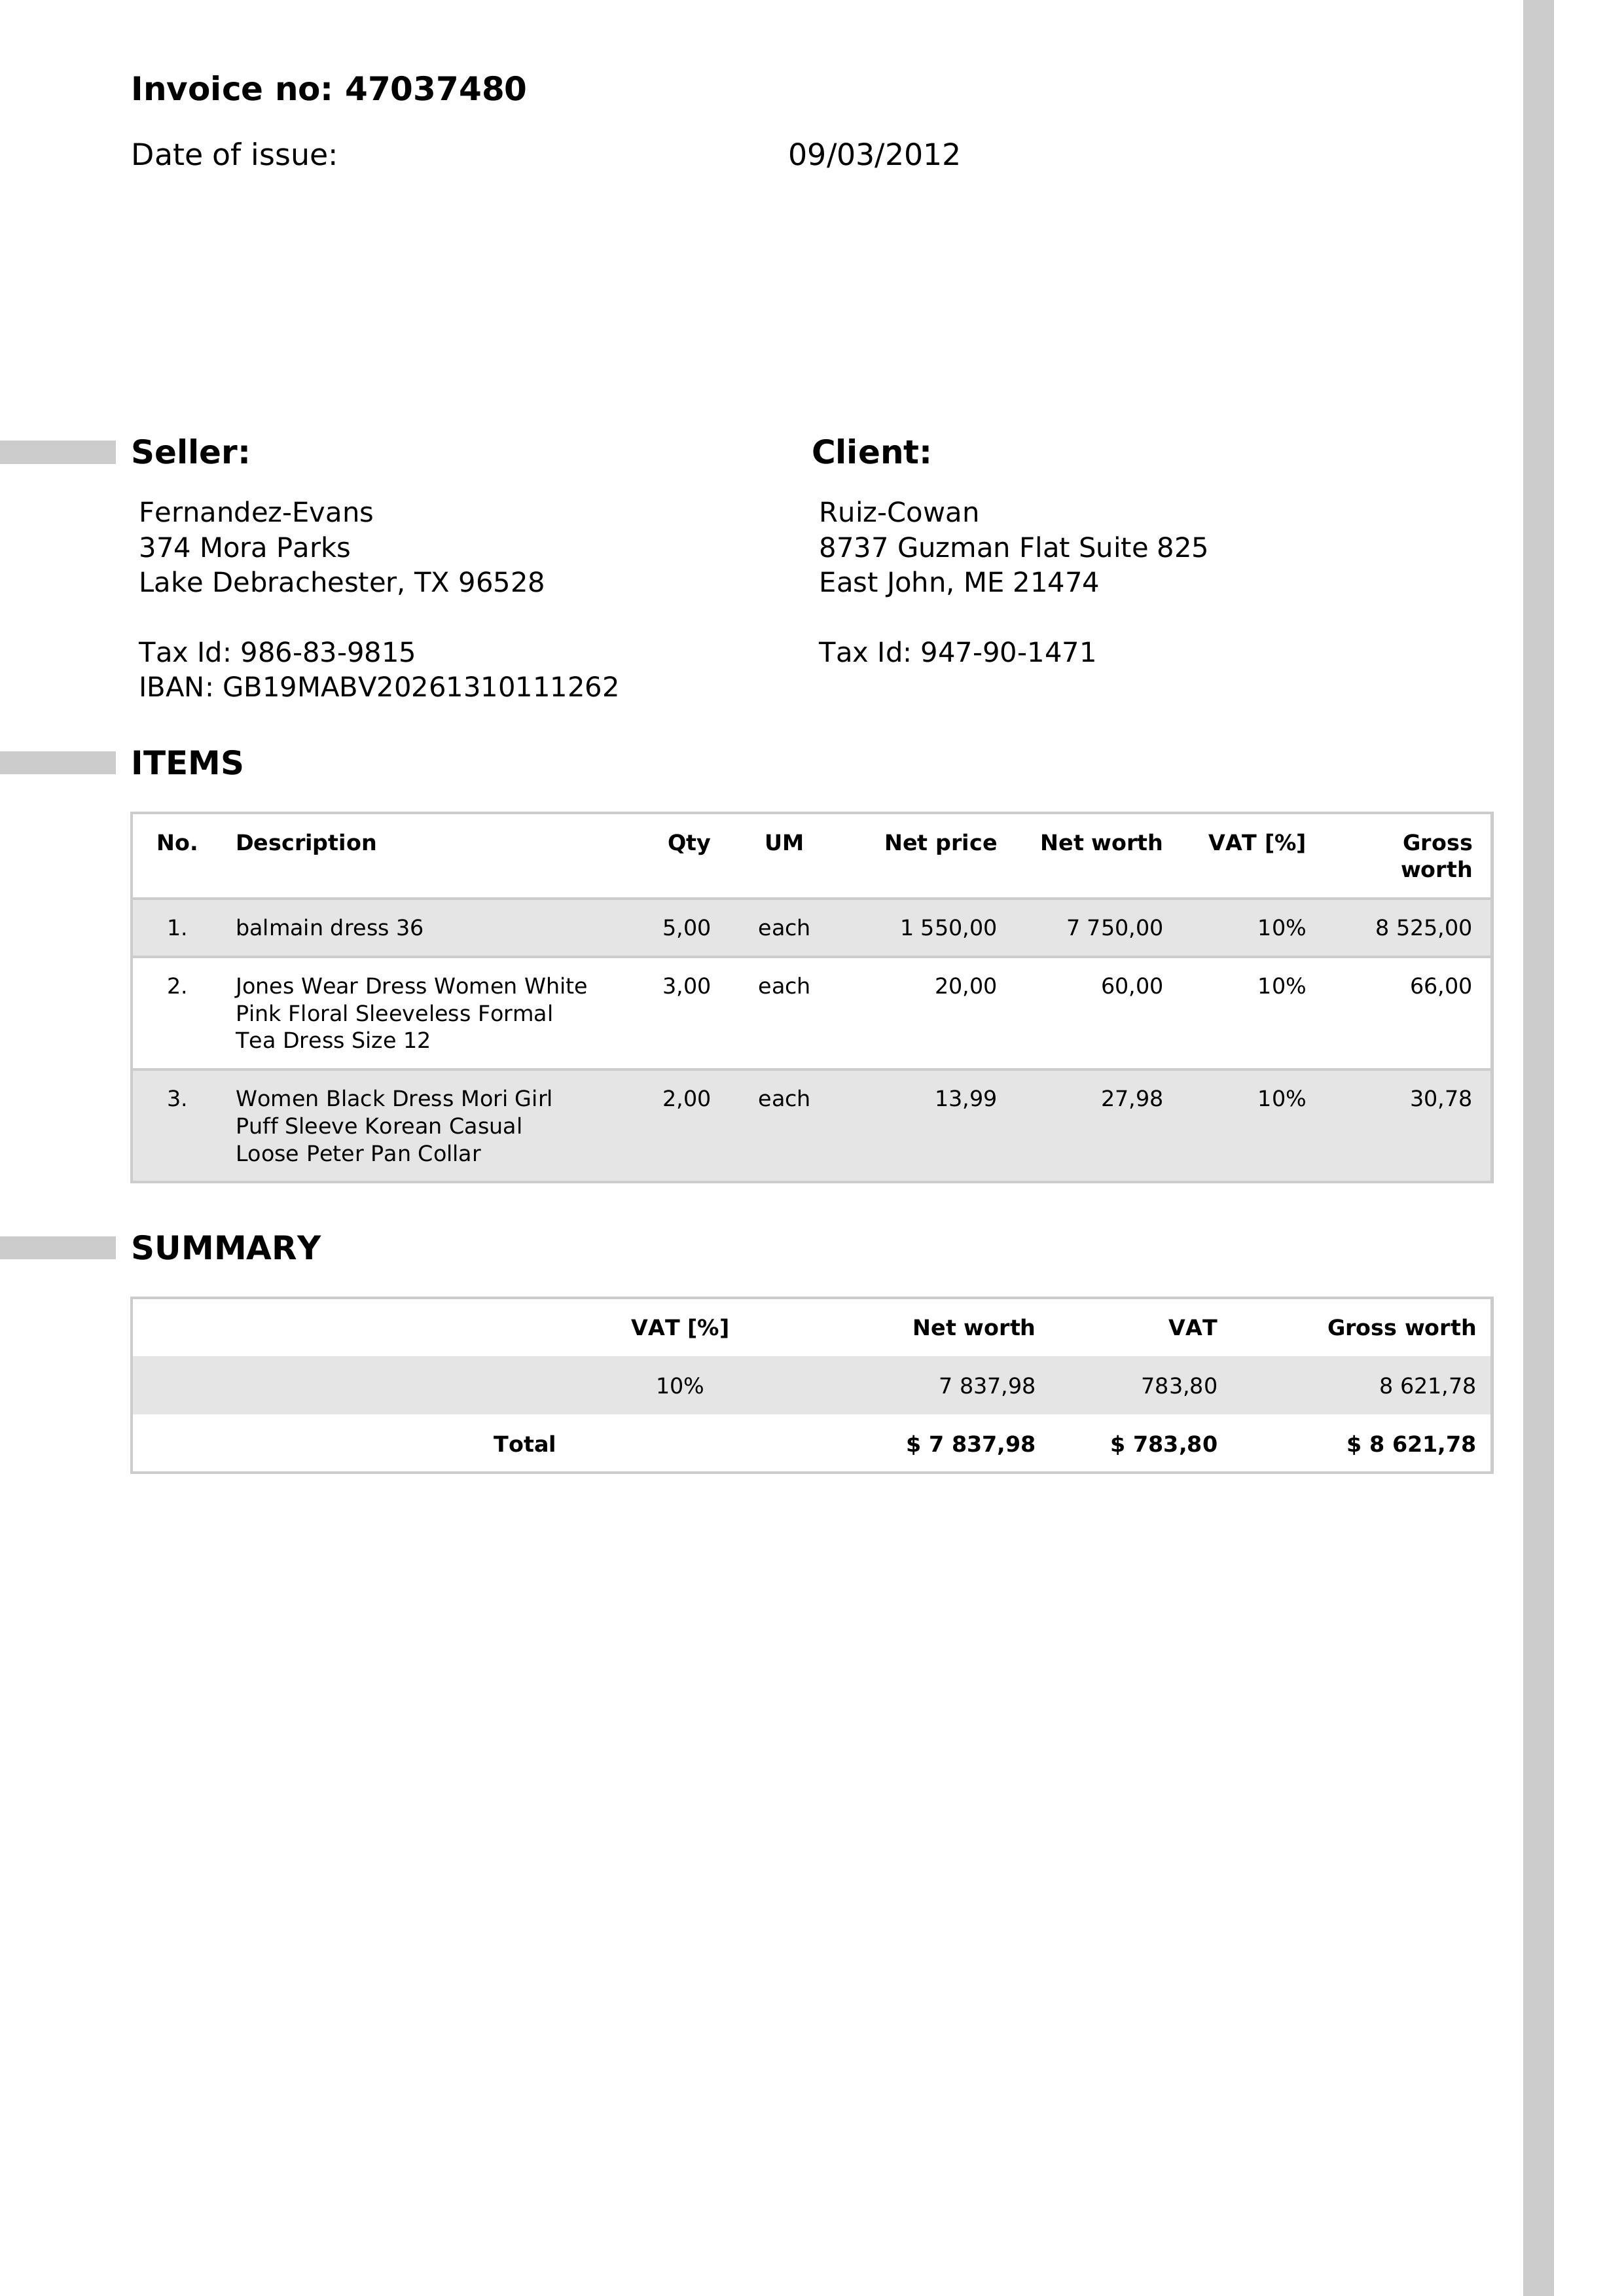 Invoice no: 47037480
Date of issue: 09/03/2012
Seller:
Fernandez-Evans
374 Mora Parks
Lake Debrachester, TX 96528
Tax Id: 986-83-9815
IBAN: GB19MABV20261310111262
Client:
Ruiz-Cowan
8737 Guzman Flat Suite 825
East John, ME 21474
Tax Id: 947-90-1471
ITEMS
No. Description Qty UM Net price Net worth VAT [%] Gross
worth
1. balmain dress 36 5,00 each 1 550,00 7 750,00 10% 8 525,00
2. Jones Wear Dress Women White 3,00 each 20,00 60,00 10% 66,00
Pink Floral Sleeveless Formal
Tea Dress Size 12
3. Women Black Dress Mori Girl 2,00 each 13,99 27,98 10% 30,78
Puff Sleeve Korean Casual
Loose Peter Pan Collar
SUMMARY
VAT [%] Net worth VAT Gross worth
10% 7 837,98 783,80 8 621,78
Total $ 7 837,98 $ 783,80 $ 8 621,78